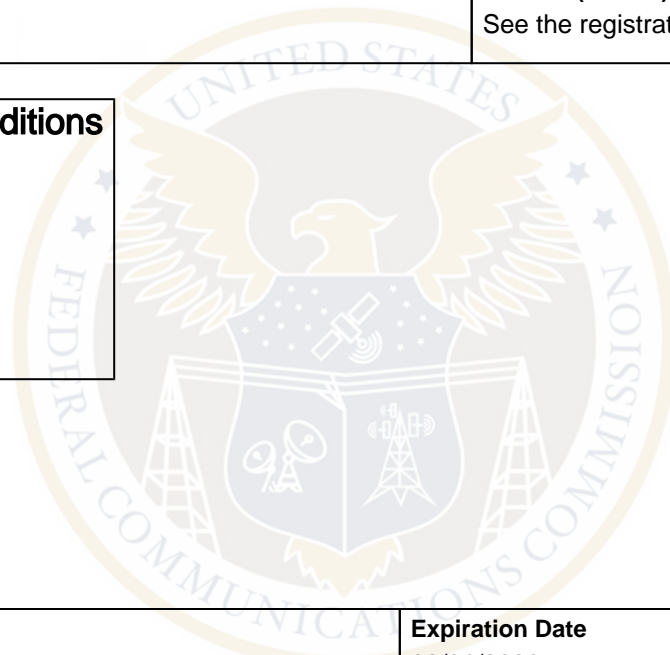 See the registrat
ditions
UNITED STATES
FEDERAL COMMUNICATIONS COMMISSION
Expiration Date